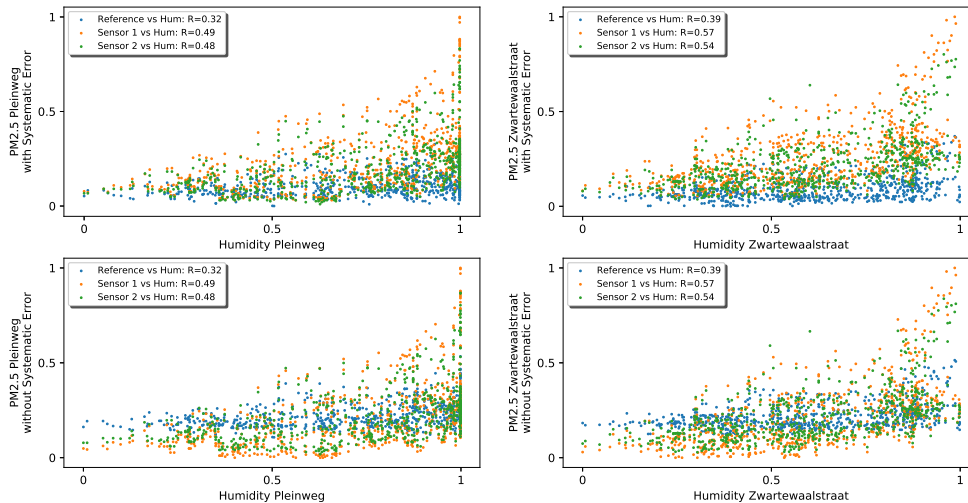 Reference vs Hum: R=0.32
Sensor 1 vs Hum: R=0.49
Sensor 2 vs Hum: R=0.48
PM2.5 Pleinweg
with Systematic Error
1
0.5
0
0
0.5
1
Humidity Pleinweg
Reference vs Hum: R=0.39
Sensor 1 vs Hum: R=0.57
Sensor 2 vs Hum: R=0.54
PM2.5 Zwartewaalstraat
with Systematic Error
1
0.5
0
0
0.5
1
Humidity Zwartewaalstraat
Reference vs Hum: R=0.32
Sensor 1 vs Hum: R=0.49
Sensor 2 vs Hum: R=0.48
PM2.5 Pleinweg
without Systematic Error
1
0.5
0
0
0.5
1
Humidity Pleinweg
Reference vs Hum: R=0.39
Sensor 1 vs Hum: R=0.57
Sensor 2 vs Hum: R=0.54
PM2.5 Zwartewaalstraat
without Systematic Error
1
0.5
0
0
0.5
1
Humidity Zwartewaalstraat